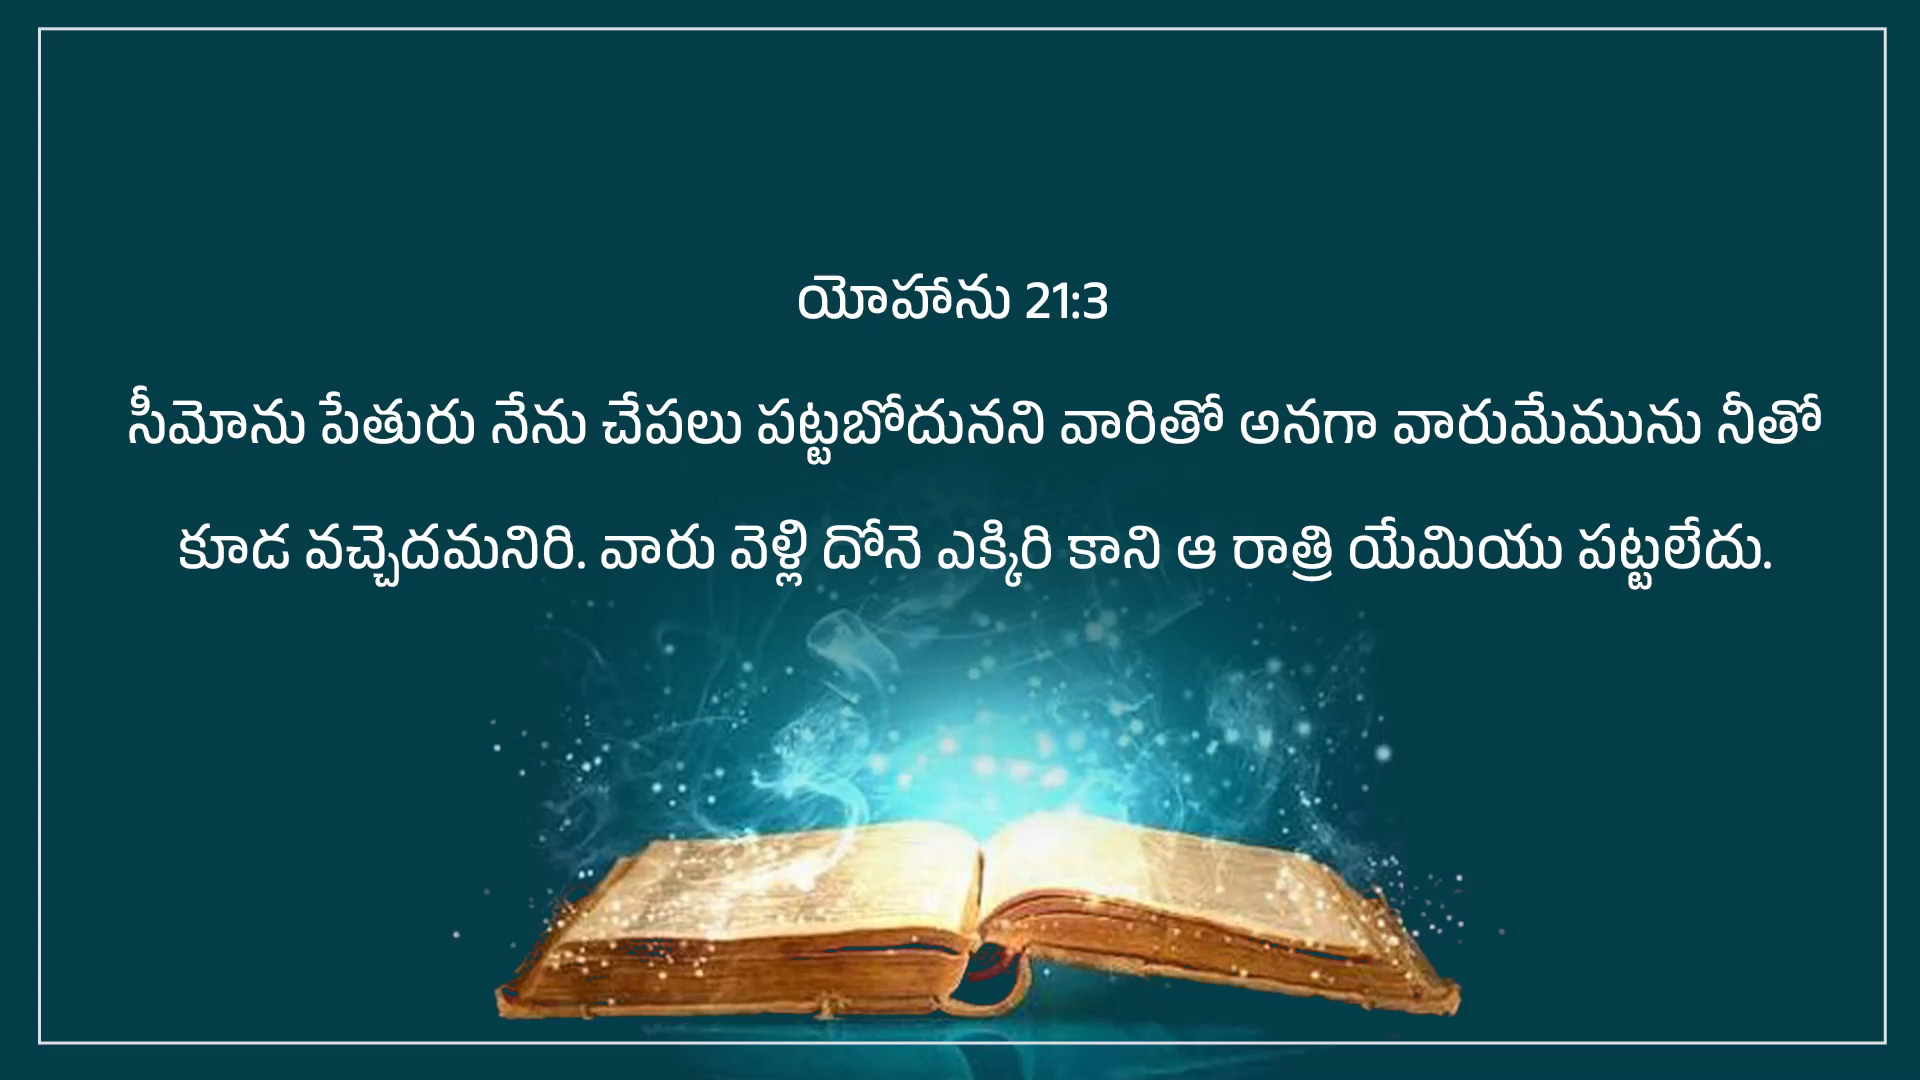 యోహాను 21:3
సీమోను పేతురు నేను చేపలు పట్టబోదునని వారితో అనగా వారుమేమును నీతో
కూడ వచ్చెదమనిరి. వారు వెళ్లి దోనె ఎక్కిరి కాని ఆ రాత్రి యేమియు పట్టలేదు.